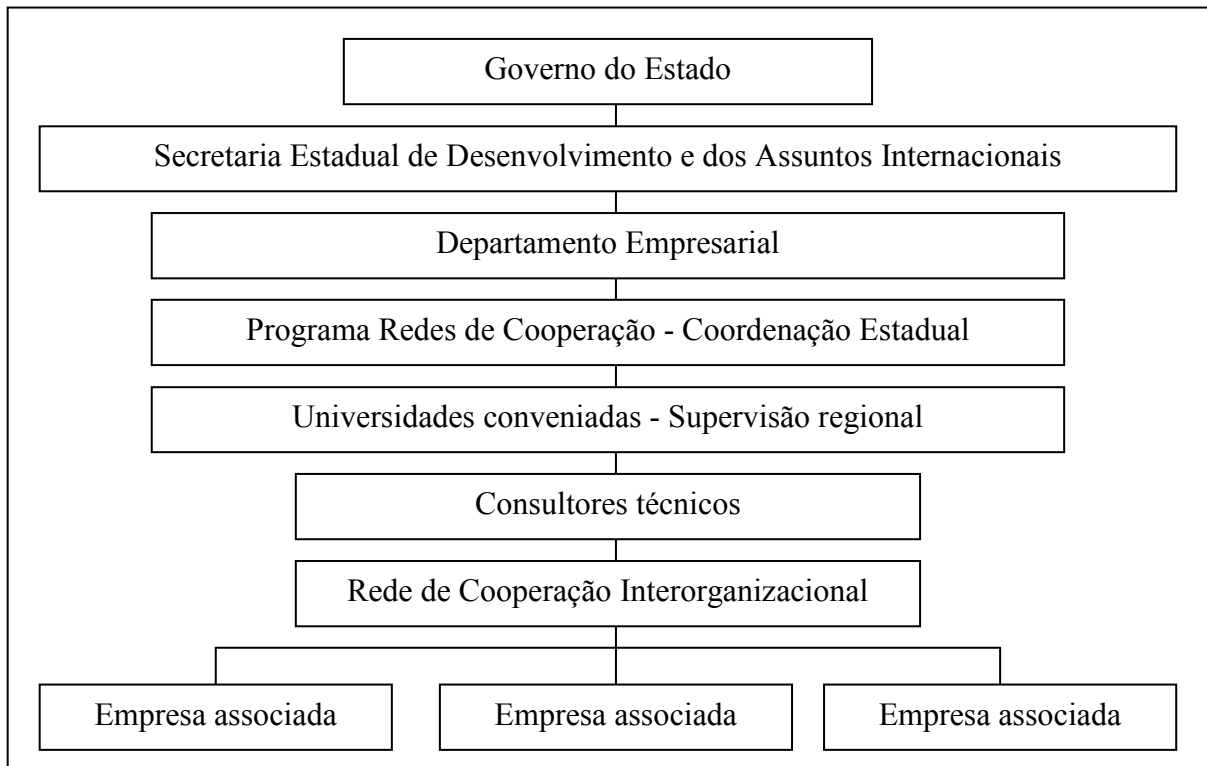 Governo do Estado
Secretaria Estadual de Desenvolvimento e dos Assuntos Internacionais
Departamento Empresarial
Programa Redes de Cooperação - Coordenação Estadual
Universidades conveniadas - Supervisão regional
Consultores técnicos
Rede de Cooperação Interorganizacional
Empresa associada
Empresa associada
Empresa associada